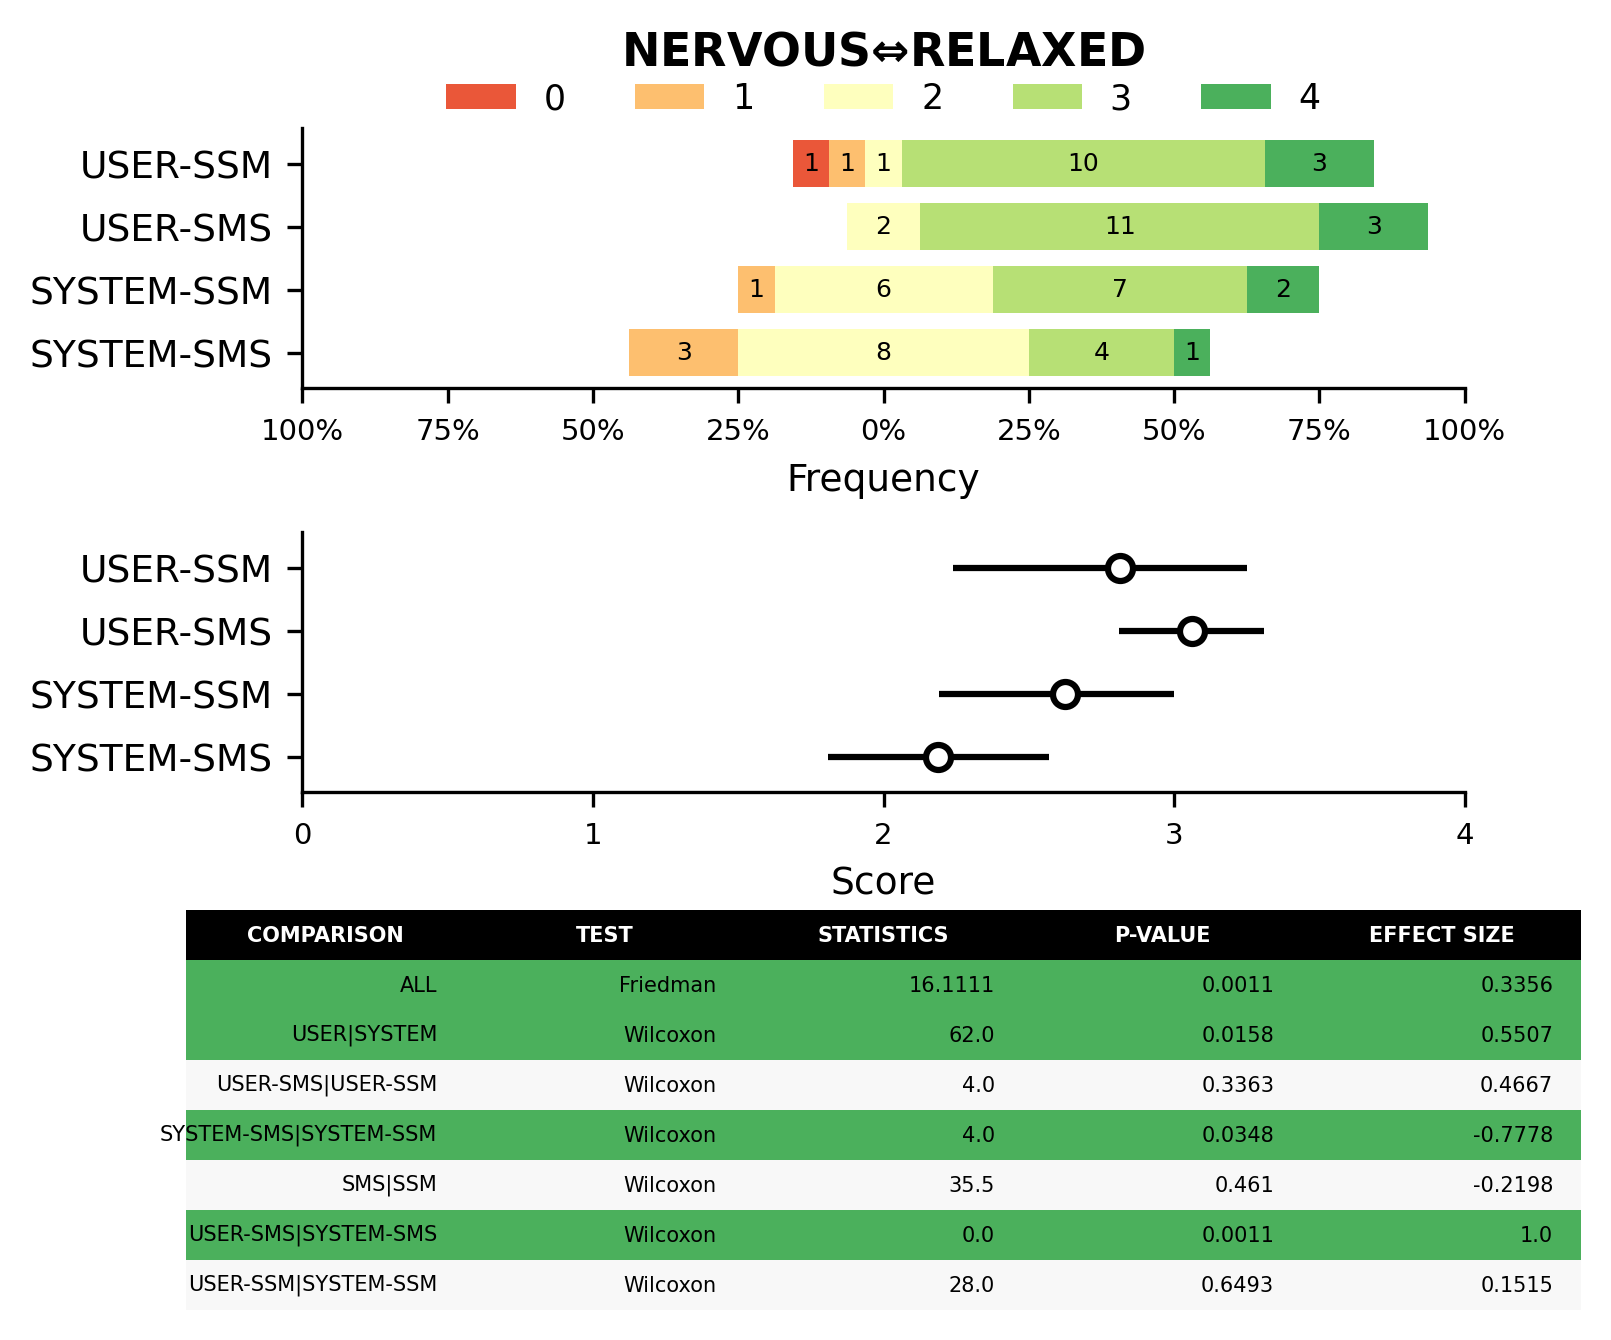 NERVOUS⇔RELAXED
0 1 2 3 4
USER-SSM 1 1 1 10 3
USER-SMS 2 11 3
SYSTEM-SSM 1 6 7 2
SYSTEM-SMS 3 8 4 1
100% 75% 50% 25% 0% 25% 50% 75% 100%
Frequency
USER-SSM
USER-SMS
SYSTEM-SSM
SYSTEM-SMS
0 1 2 3 4
Score
COMPARISON TEST STATISTICS P-VALUE EFFECT SIZE
ALL Friedman 16.1111 0.0011 0.3356
USER|SYSTEM Wilcoxon 62.0 0.0158 0.5507
USER-SMS|USER-SSM Wilcoxon 4.0 0.3363 0.4667
SYSTEM-SMS|SYSTEM-SSM Wilcoxon 4.0 0.0348 -0.7778
SMS|SSM Wilcoxon 35.5 0.461 -0.2198
USER-SMS|SYSTEM-SMS Wilcoxon 0.0 0.0011 1.0
USER-SSM|SYSTEM-SSM Wilcoxon 28.0 0.6493 0.1515